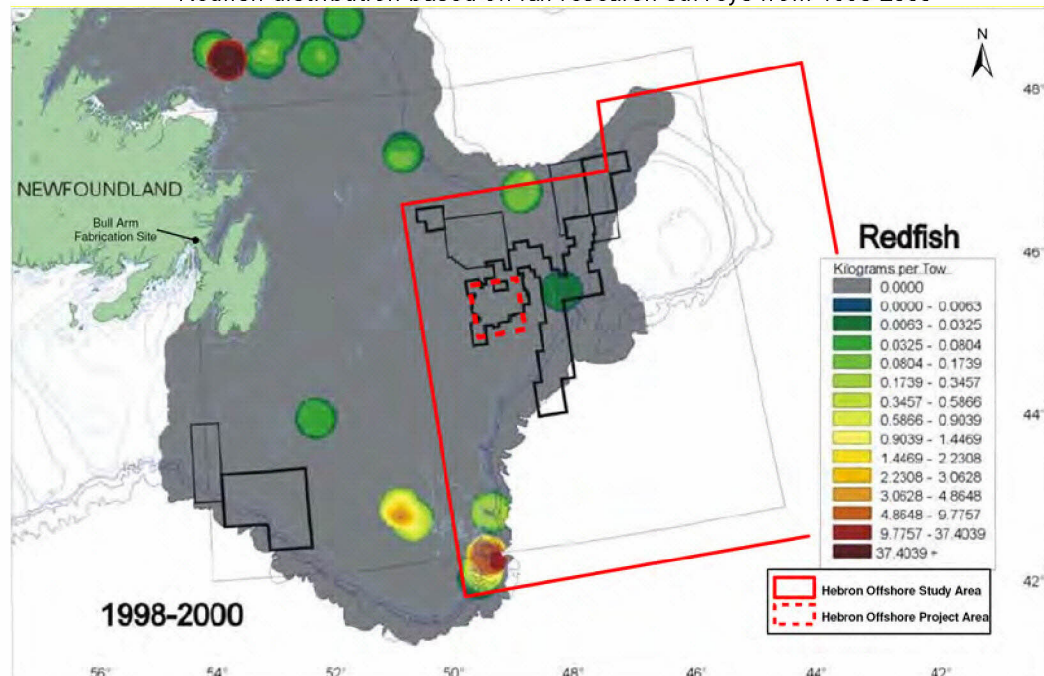 N
48°
NEWFOUNDLAND
Bull Arm
Fabrication Site
46°
Redfish
Kilograms per Tow..
0.0000
0.0000 - 0.0063
0.0063 - 0.0325
0.0325 - 0.0804
0.0804 - 0.1739
0.1739 - 0.3457
0.3457 - 0.5866
0.5866 - 0.9039
0.9039 - 1.4469
1.4469 - 2.2308
2.2308 - 3.0628
3.0628 - 4.8648
4.8648 - 9.7757
9.7757 - 37.4039
37.4039 +
44°
42°
Hebron Offshore Study Area
Hebron Offshore Project Area
1998-2000
56° 54° 52° 50° 48° 46° 44° 42°